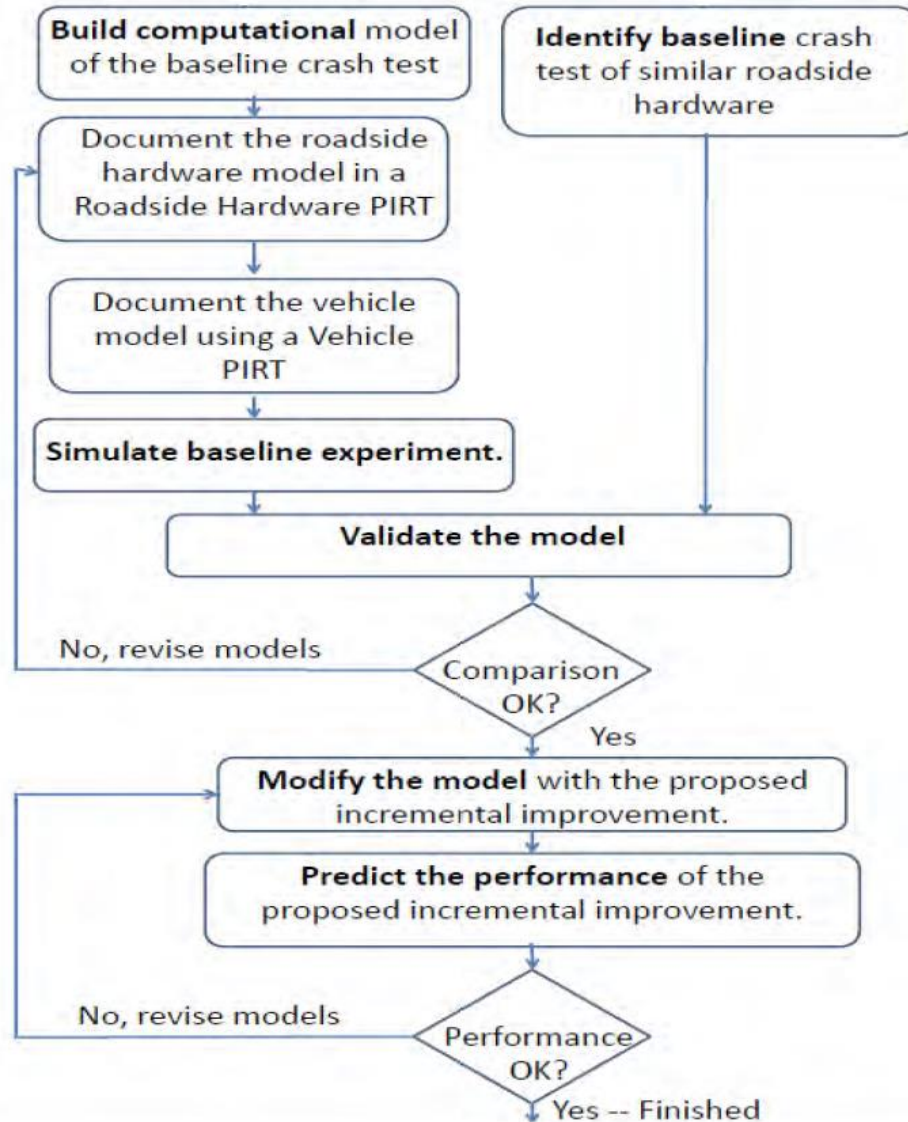 Build computational model
of the baseline crash test
Identify baseline crash
test of similar roadside
hardware
Document the roadside
hardware model in a
Roadside Hardware PIRT
Document the vehicle
model using a Vehicle
PIRT
Simulate baseline experiment.
Validate the model
No, revise models
Comparison
OK?
Yes
Modify the model with the proposed
incremental improvement.
Predict the performance of the
proposed incremental improvement.
No, revise models
Performance
OK?
Yes -- Finished